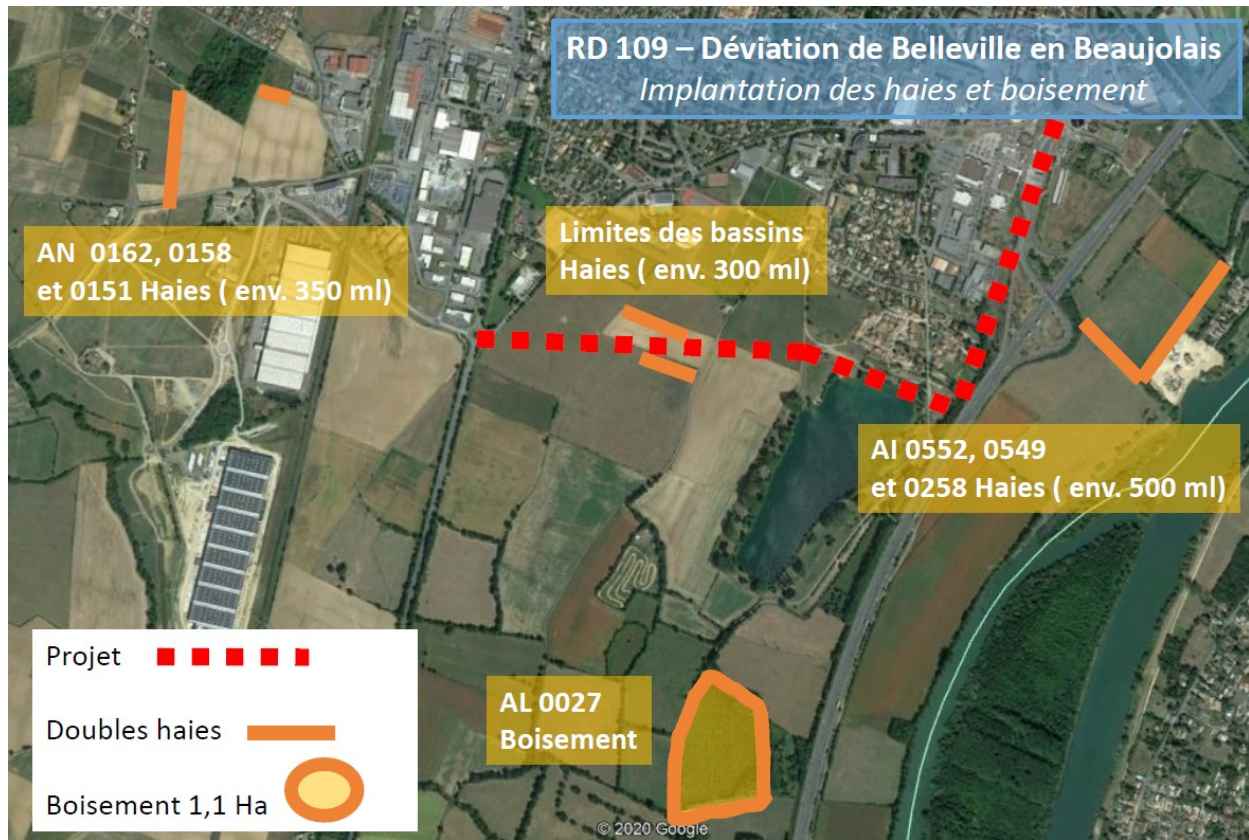 RD 109 – Déviation de Belleville en Beaujolais
Implantation des haies et boisement
AN 0162, 0158
et 0151 Haies ( env. 350 ml)
Limites des bassins
Haies ( env. 300 ml)
AI 0552, 0549
et 0258 Haies ( env. 500 ml)
AL 0027
Boisement
Projet
Doubles haies
Boisement 1,1 Ha
© 2020 Google